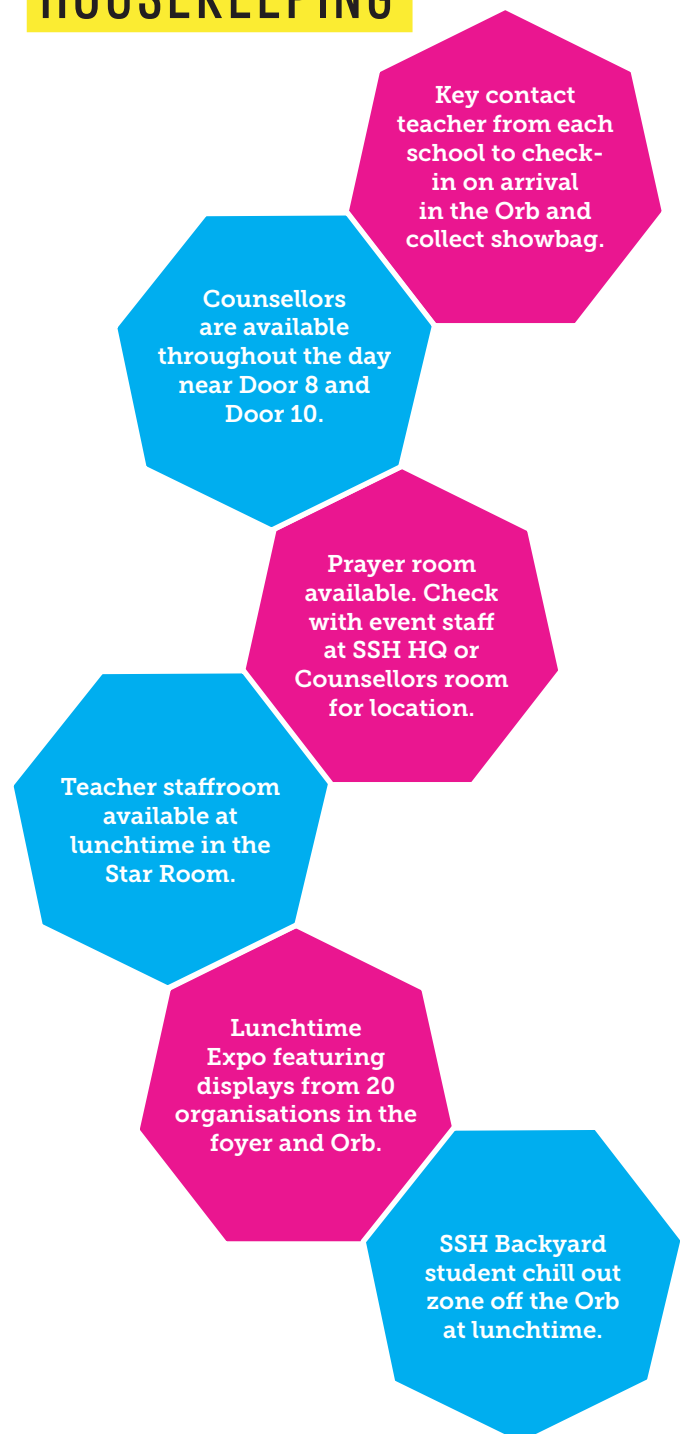 HOUSEKEEPING
Key contact
teacher from each
school to check-
in on arrival
in the Orb and
collect showbag.
Counsellors
are available
throughout the day
near Door 8 and
Door 10.
Prayer room
available. Check
with event staff
at SSH HQ or
Counsellors room
for location.
Teacher staffroom
available at
lunchtime in the
Star Room.
Lunchtime
Expo featuring
displays from 20
organisations in the
foyer and Orb.
SSH Backyard
student chill out
zone off the Orb
at lunchtime.